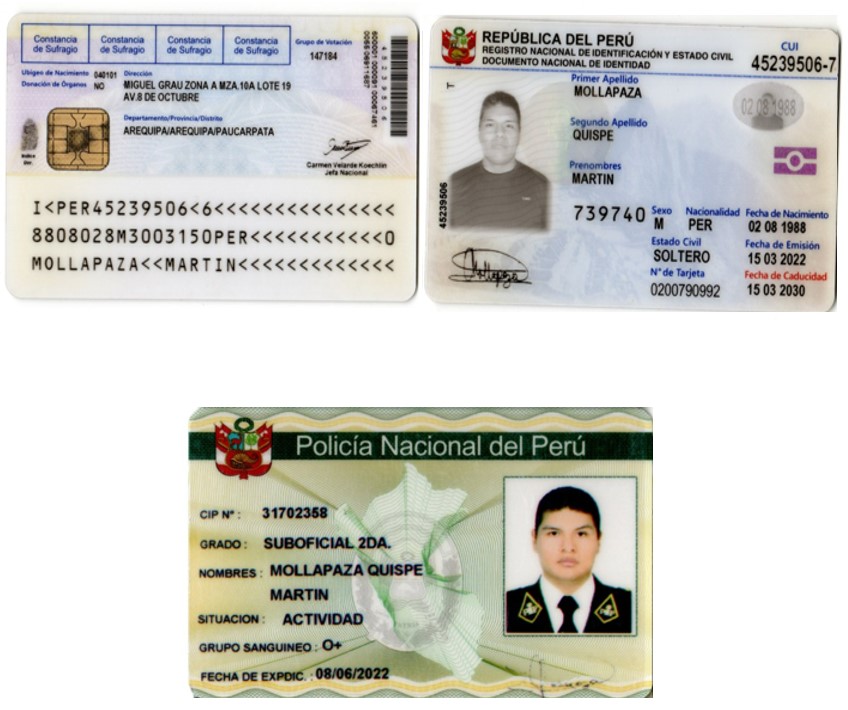 Constancia de Sufragio
Constancia de Sufragio
Constancia de Sufragio
Constancia de Sufragio
Grupo de Votación
147184
Ubigeo de Nacimiento 040101
Donación de Órganos NO
Dirección
MIGUEL GRAU ZONA A MZA.10A LOTE 19
AV.8 DE OCTUBRE
Departamento/Provincia/Distrito
AREQUIPA/AREQUIPA/PAUCARPATA
Indice Der.
Carmen Velarde Koechlin
Jefa Nacional
45239506
I<PER45239506<6<<<<<<<<<<<<<<<
8808028M3003150PER<<<<<<<<<<<0
MOLLAPAZA<<MARTIN<<<<<<<<<<<<<
REPÚBLICA DEL PERÚ
REGISTRO NACIONAL DE IDENTIFICACIÓN Y ESTADO CIVIL
DOCUMENTO NACIONAL DE IDENTIDAD
CUI
45239506-7
T
Primer Apellido
MOLLAPAZA
02 08 1988
Segundo Apellido
QUISPE
Prenombres
MARTIN
45239506
739740
Sexo Nacionalidad Fecha de Nacimiento
M PER 02 08 1988
Estado Civil Fecha de Emisión
SOLTERO 15 03 2022
N° de Tarjeta Fecha de Caducidad
0200790992 15 03 2030
Policía Nacional del Perú
CIP N° : 31702358
GRADO : SUBOFICIAL 2DA.
NOMBRES : MOLLAPAZA QUISPE
MARTIN
SITUACION : ACTIVIDAD
GRUPO SANGUINEO : O+
FECHA DE EXPDIC. : 08/06/2022